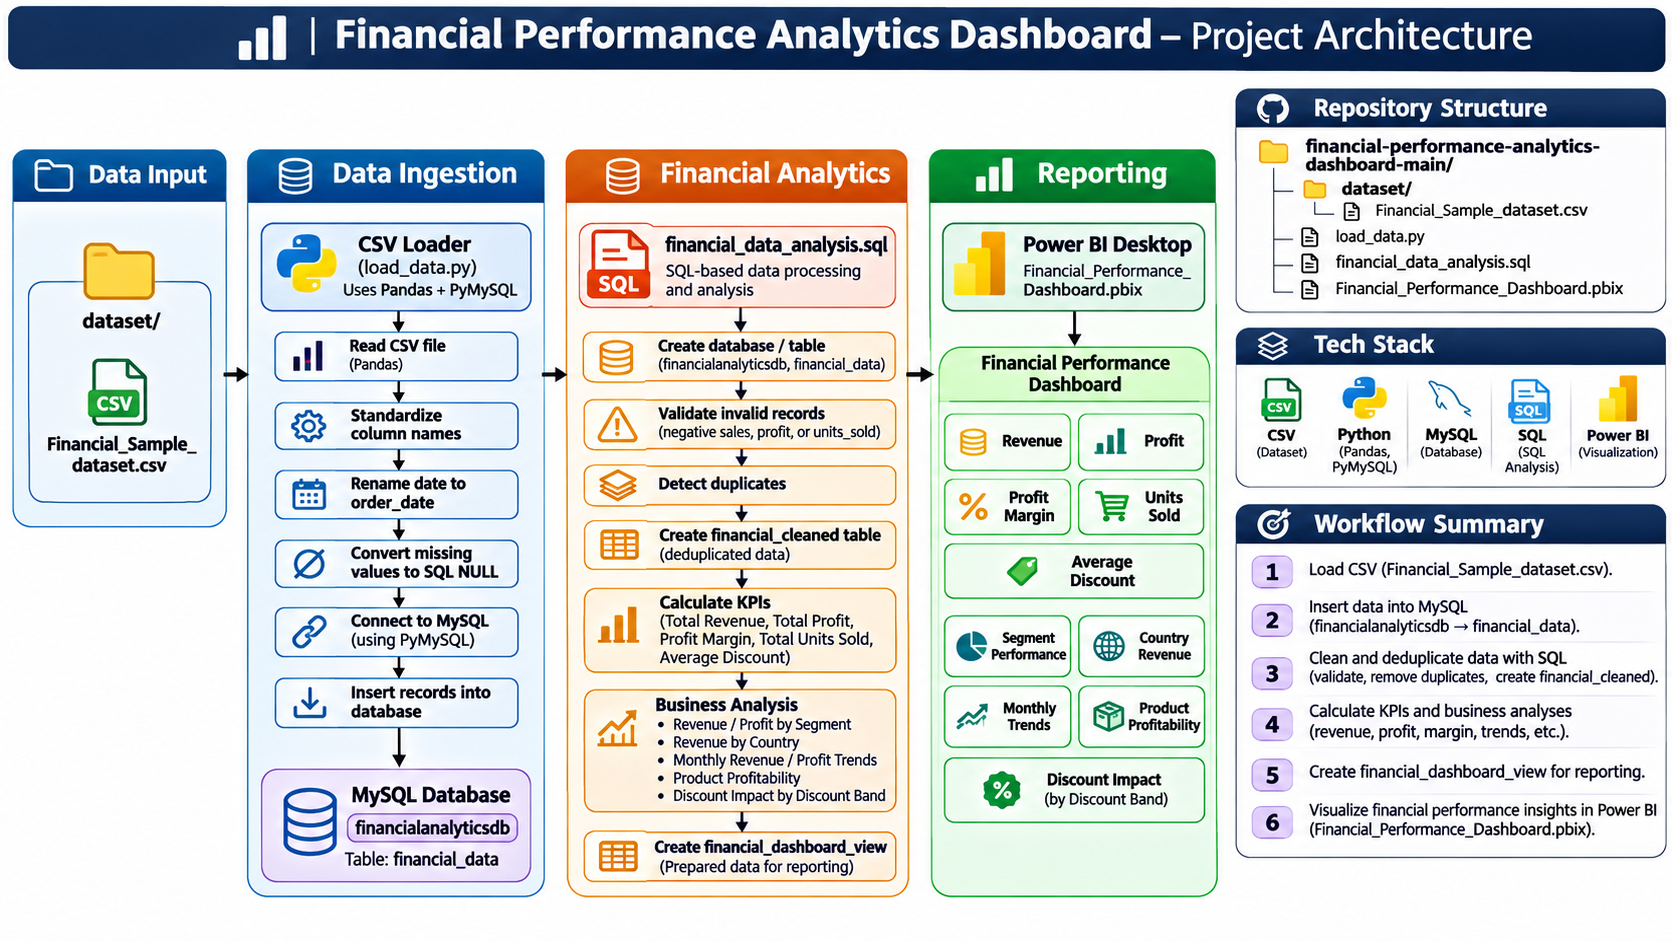 Financial Performance Analytics Dashboard – Project Architecture
Data Input
dataset/
CSV
Financial_Sample_
dataset.csv
Data Ingestion
CSV Loader
(load_data.py)
Uses Pandas + PyMySQL
Read CSV file
(Pandas)
Standardize
column names
Rename date to
order_date
Convert missing
values to SQL NULL
Connect to MySQL
(using PyMySQL)
Insert records into
database
MySQL Database
financialanalyticsdb
Table: financial_data
Financial Analytics
SQL
financial_data_analysis.sql
SQL-based data processing
and analysis
Create database / table
(financialanalyticsdb, financial_data)
Validate invalid records
(negative sales, profit, or units_sold)
Detect duplicates
Create financial_cleaned table
(deduplicated data)
Calculate KPIs
(Total Revenue, Total Profit,
Profit Margin, Total Units Sold,
Average Discount)
Business Analysis
• Revenue / Profit by Segment
• Revenue by Country
• Monthly Revenue / Profit Trends
• Product Profitability
• Discount Impact by Discount Band
Create financial_dashboard_view
(Prepared data for reporting)
Reporting
Power BI Desktop
Financial_Performance_
Dashboard.pbix
Financial Performance
Dashboard
Revenue
Profit
%
Profit
Margin
Units
Sold
Average
Discount
Segment
Performance
Country
Revenue
Monthly
Trends
Product
Profitability
%
Discount Impact
(by Discount Band)
Repository Structure
financial-performance-analytics-
dashboard-main/
dataset/
Financial_Sample_dataset.csv
load_data.py
financial_data_analysis.sql
Financial_Performance_Dashboard.pbix
Tech Stack
CSV
CSV
(Dataset)
Python
(Pandas,
PyMySQL)
MySQL
(Database)
SQL
SQL
(SQL
Analysis)
Power BI
(Visualization)
Workflow Summary
1 Load CSV (Financial_Sample_dataset.csv).
2 Insert data into MySQL
(financialanalyticsdb → financial_data).
3 Clean and deduplicate data with SQL
(validate, remove duplicates, create financial_cleaned).
4 Calculate KPIs and business analyses
(revenue, profit, margin, trends, etc.).
5 Create financial_dashboard_view for reporting.
6 Visualize financial performance insights in Power BI
(Financial_Performance_Dashboard.pbix).